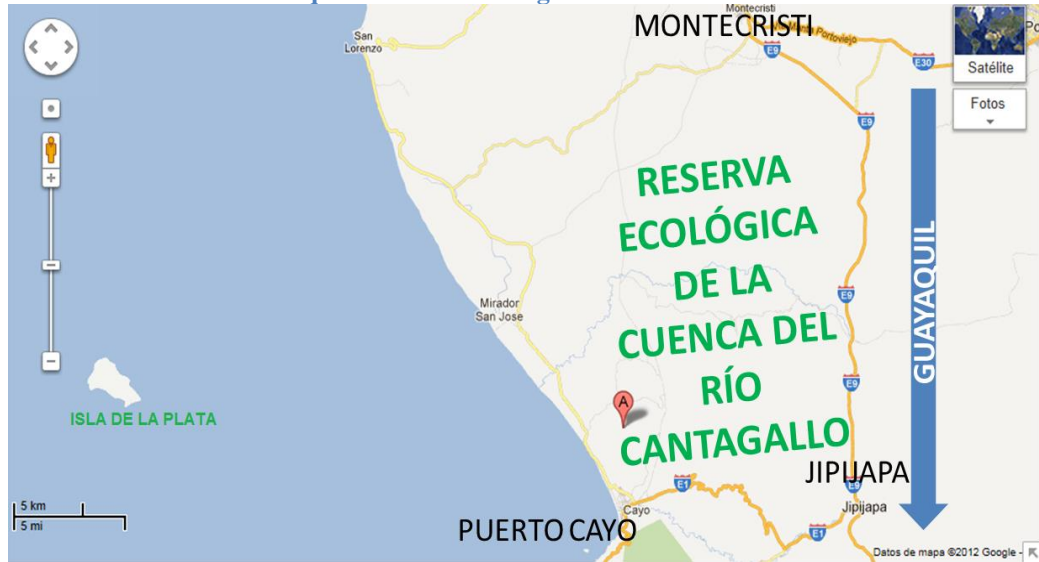 MONTECRISTI
Montecristi
San
Lorenzo
E9
E30
Satélite
Fotos
E9
RESERVA
ECOLÓGICA
DE LA
CUENCA DEL
RÍO
CANTAGALLO
GUAYAQUIL
Mirador
San Jose
E9
E9
A
ISLA DE LA PLATA
JIPIJAPA
E1
E9
5 km
5 mi
Cayo
Jipijapa
PUERTO CAYO
E1
Datos de mapa ©2012 Google -